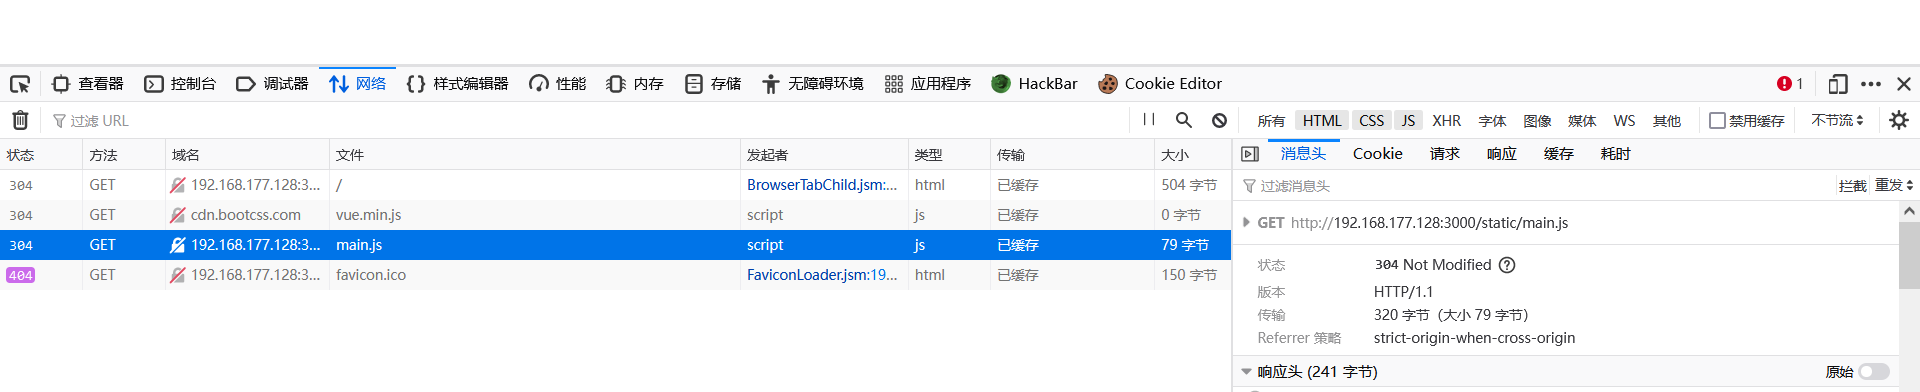 查看器 控制台 调试器 网络 样式编辑器 性能 内存 存储 无障碍环境 应用程序 HackBar Cookie Editor 1
过滤 URL 所有 HTML CSS JS XHR 字体 图像 媒体 WS 其他 禁用缓存 不节流
状态 方法 域名 文件 发起者 类型 传输 大小
304 GET 192.168.177.128:3... / BrowserTabChild.jsm:... html 已缓存 504 字节
304 GET cdn.bootcss.com vue.min.js script js 已缓存 0 字节
304 GET 192.168.177.128:3... main.js script js 已缓存 79 字节
404 GET 192.168.177.128:3... favicon.ico FaviconLoader.jsm:19... html 已缓存 150 字节
消息头 Cookie 请求 响应 缓存 耗时
过滤消息头 拦截 重发
GET http://192.168.177.128:3000/static/main.js
状态 304 Not Modified
版本 HTTP/1.1
传输 320 字节 (大小 79 字节)
Referrer 策略 strict-origin-when-cross-origin
响应头 (241 字节) 原始